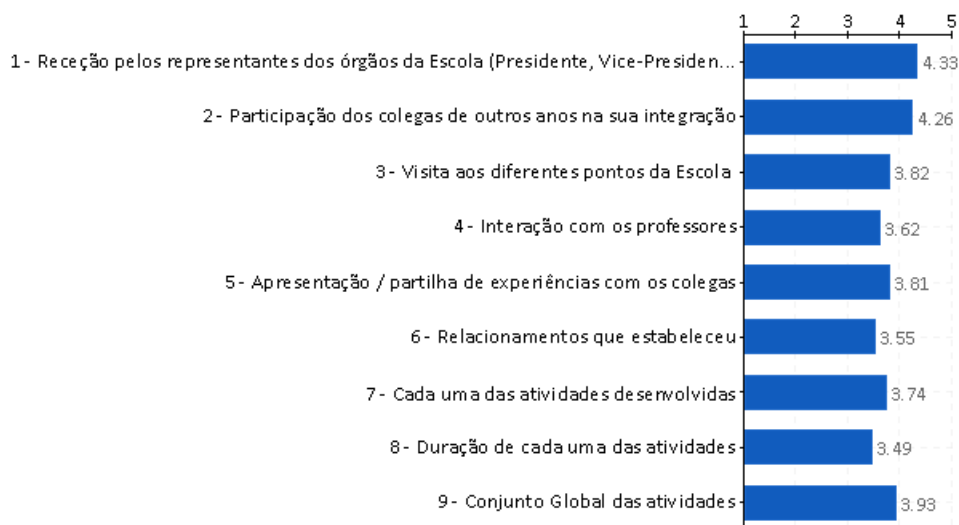 1 2 3 4 5
1 - Receção pelos representantes dos órgãos da Escola (Presidente, Vice-Presiden... 4.33
2 - Participação dos colegas de outros anos na sua integração 4.26
3 - Visita aos diferentes pontos da Escola 3.82
4 - Interação com os professores 3.62
5 - Apresentação / partilha de experiências com os colegas 3.81
6 - Relacionamentos que estabeleceu 3.55
7 - Cada uma das atividades desenvolvidas 3.74
8 - Duração de cada uma das atividades 3.49
9 - Conjunto Global das atividades 3.93